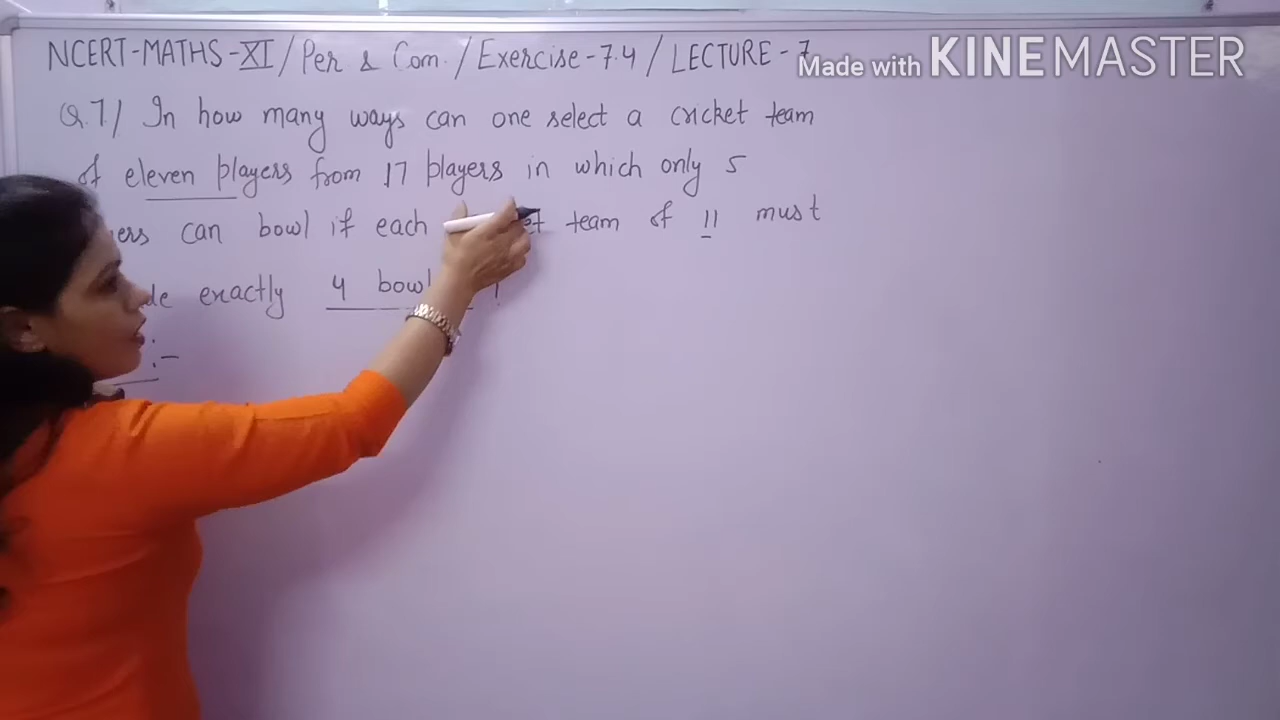 NCERT-MATHS-XI / Per & Com. / Exercise-7.4 / LECTURE-7
Made with KINEMASTER
Q.7/ In how many ways can one select a cricket team
of eleven players from 17 players in which only 5
can bowl if each team of 11 must
exactly 4 ?
:-